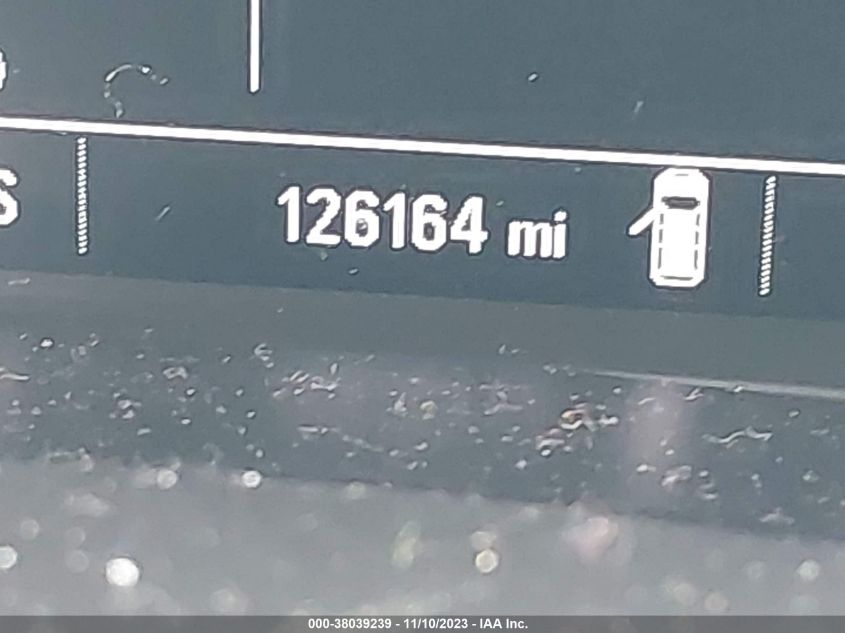 S
126164 mi
000-38039239 - 11/10/2023 - IAA Inc.